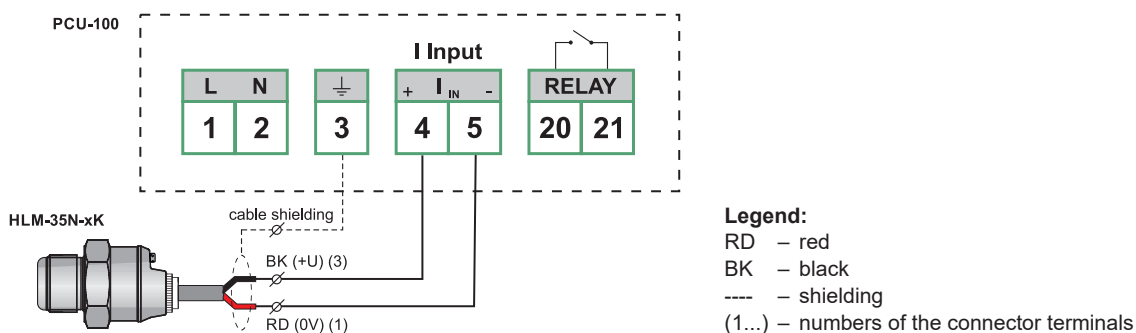 PCU-100
I Input
L N
⏚
+ I IN -
RELAY
1 2
3
4 5
20 21
HLM-35N-xK
cable shielding
BK (+U) (3)
RD (0V) (1)
Legend:
RD – red
BK – black
---- – shielding
(1...) – numbers of the connector terminals